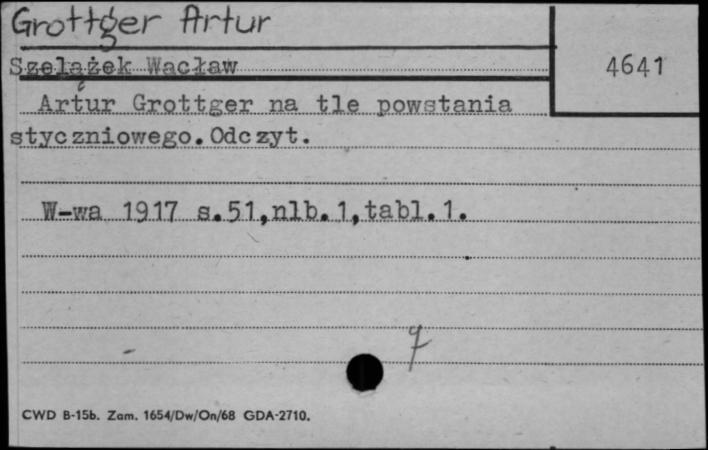 Grottger Artur
4641
Szelążek Wacław
Artur Grottger na tle powstania
styczniowego. Odczyt.
W-wa 1917 s.51,nlb.1,tabl.1.
CWD B-15b. Zam. 1654/Dw/On/68 GDA-2710.